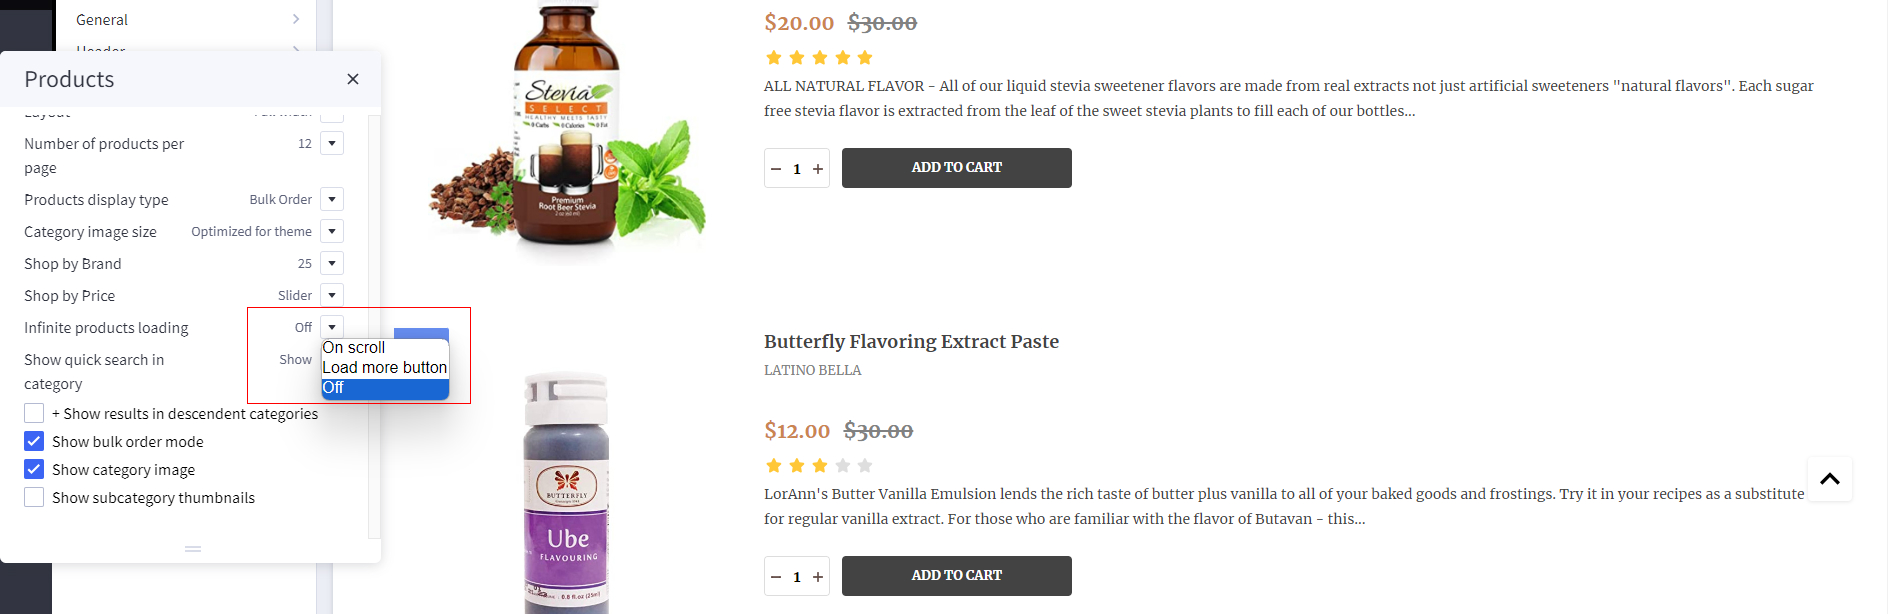 General
Header
Products
Layout
Full width
Number of products per
page
12
Products display type
Bulk Order
Category image size
Optimized for theme
Shop by Brand
25
Shop by Price
Slider
Infinite products loading
Off
On scroll
Load more button
Off
Show quick search in
category
Show
+ Show results in descendent categories
Show bulk order mode
Show category image
Show subcategory thumbnails
Stevia
SELECT
HEALTHY MEETS TASTY
0 Carbs
0 Calories
0 Fat
Premium
Root Beer Stevia
2 oz (60 ml)
$20.00 $30.00
ALL NATURAL FLAVOR - All of our liquid stevia sweetener flavors are made from real extracts not just artificial sweeteners "natural flavors". Each sugar
free stevia flavor is extracted from the leaf of the sweet stevia plants to fill each of our bottles...
− 1 +
ADD TO CART
BUTTERFLY
Ube
FLAVOURING
0.8 fl.oz (25ml)
Butterfly Flavoring Extract Paste
LATINO BELLA
$12.00 $30.00
LorAnn's Butter Vanilla Emulsion lends the rich taste of butter plus vanilla to all of your baked goods and frostings. Try it in your recipes as a substitute
for regular vanilla extract. For those who are familiar with the flavor of Butavan - this...
− 1 +
ADD TO CART